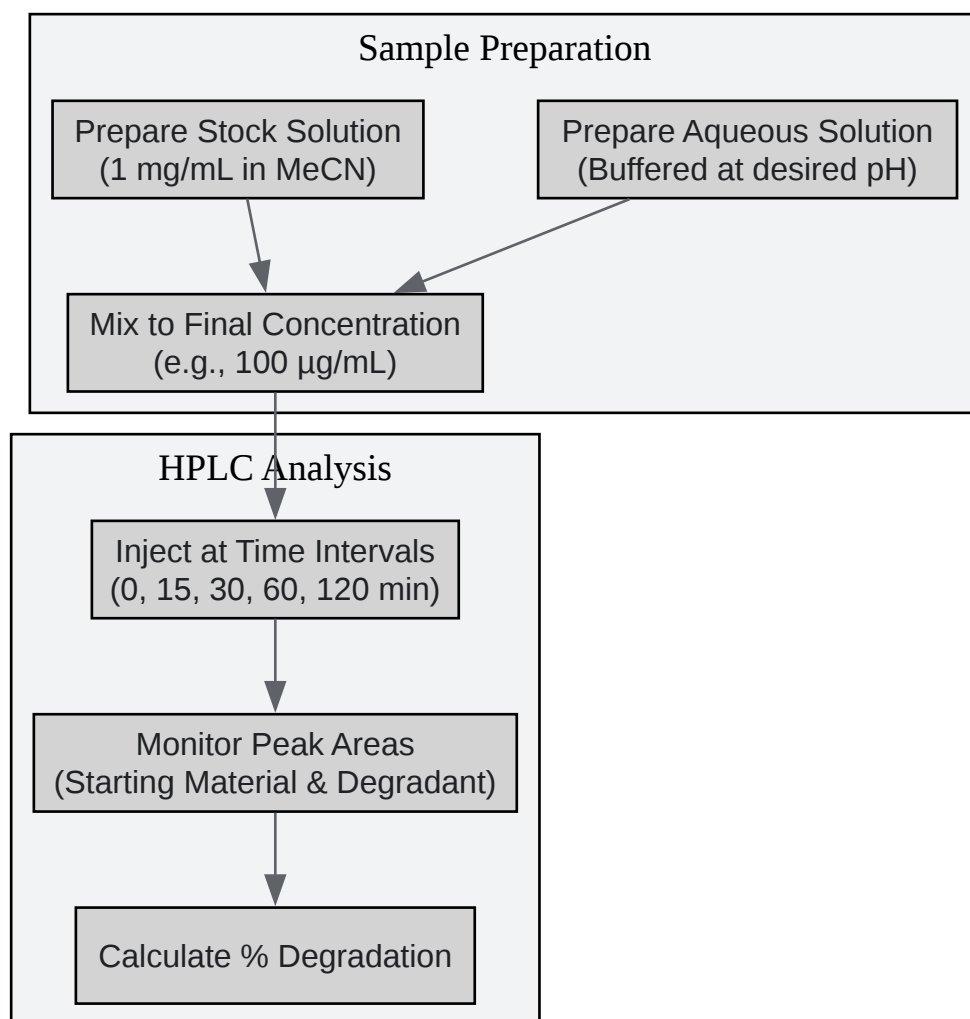 Sample Preparation
Prepare Stock Solution
(1 mg/mL in MeCN)
Prepare Aqueous Solution
(Buffered at desired pH)
Mix to Final Concentration
(e.g., 100 µg/mL)
HPLC Analysis
Inject at Time Intervals
(0, 15, 30, 60, 120 min)
Monitor Peak Areas
(Starting Material & Degradant)
Calculate % Degradation